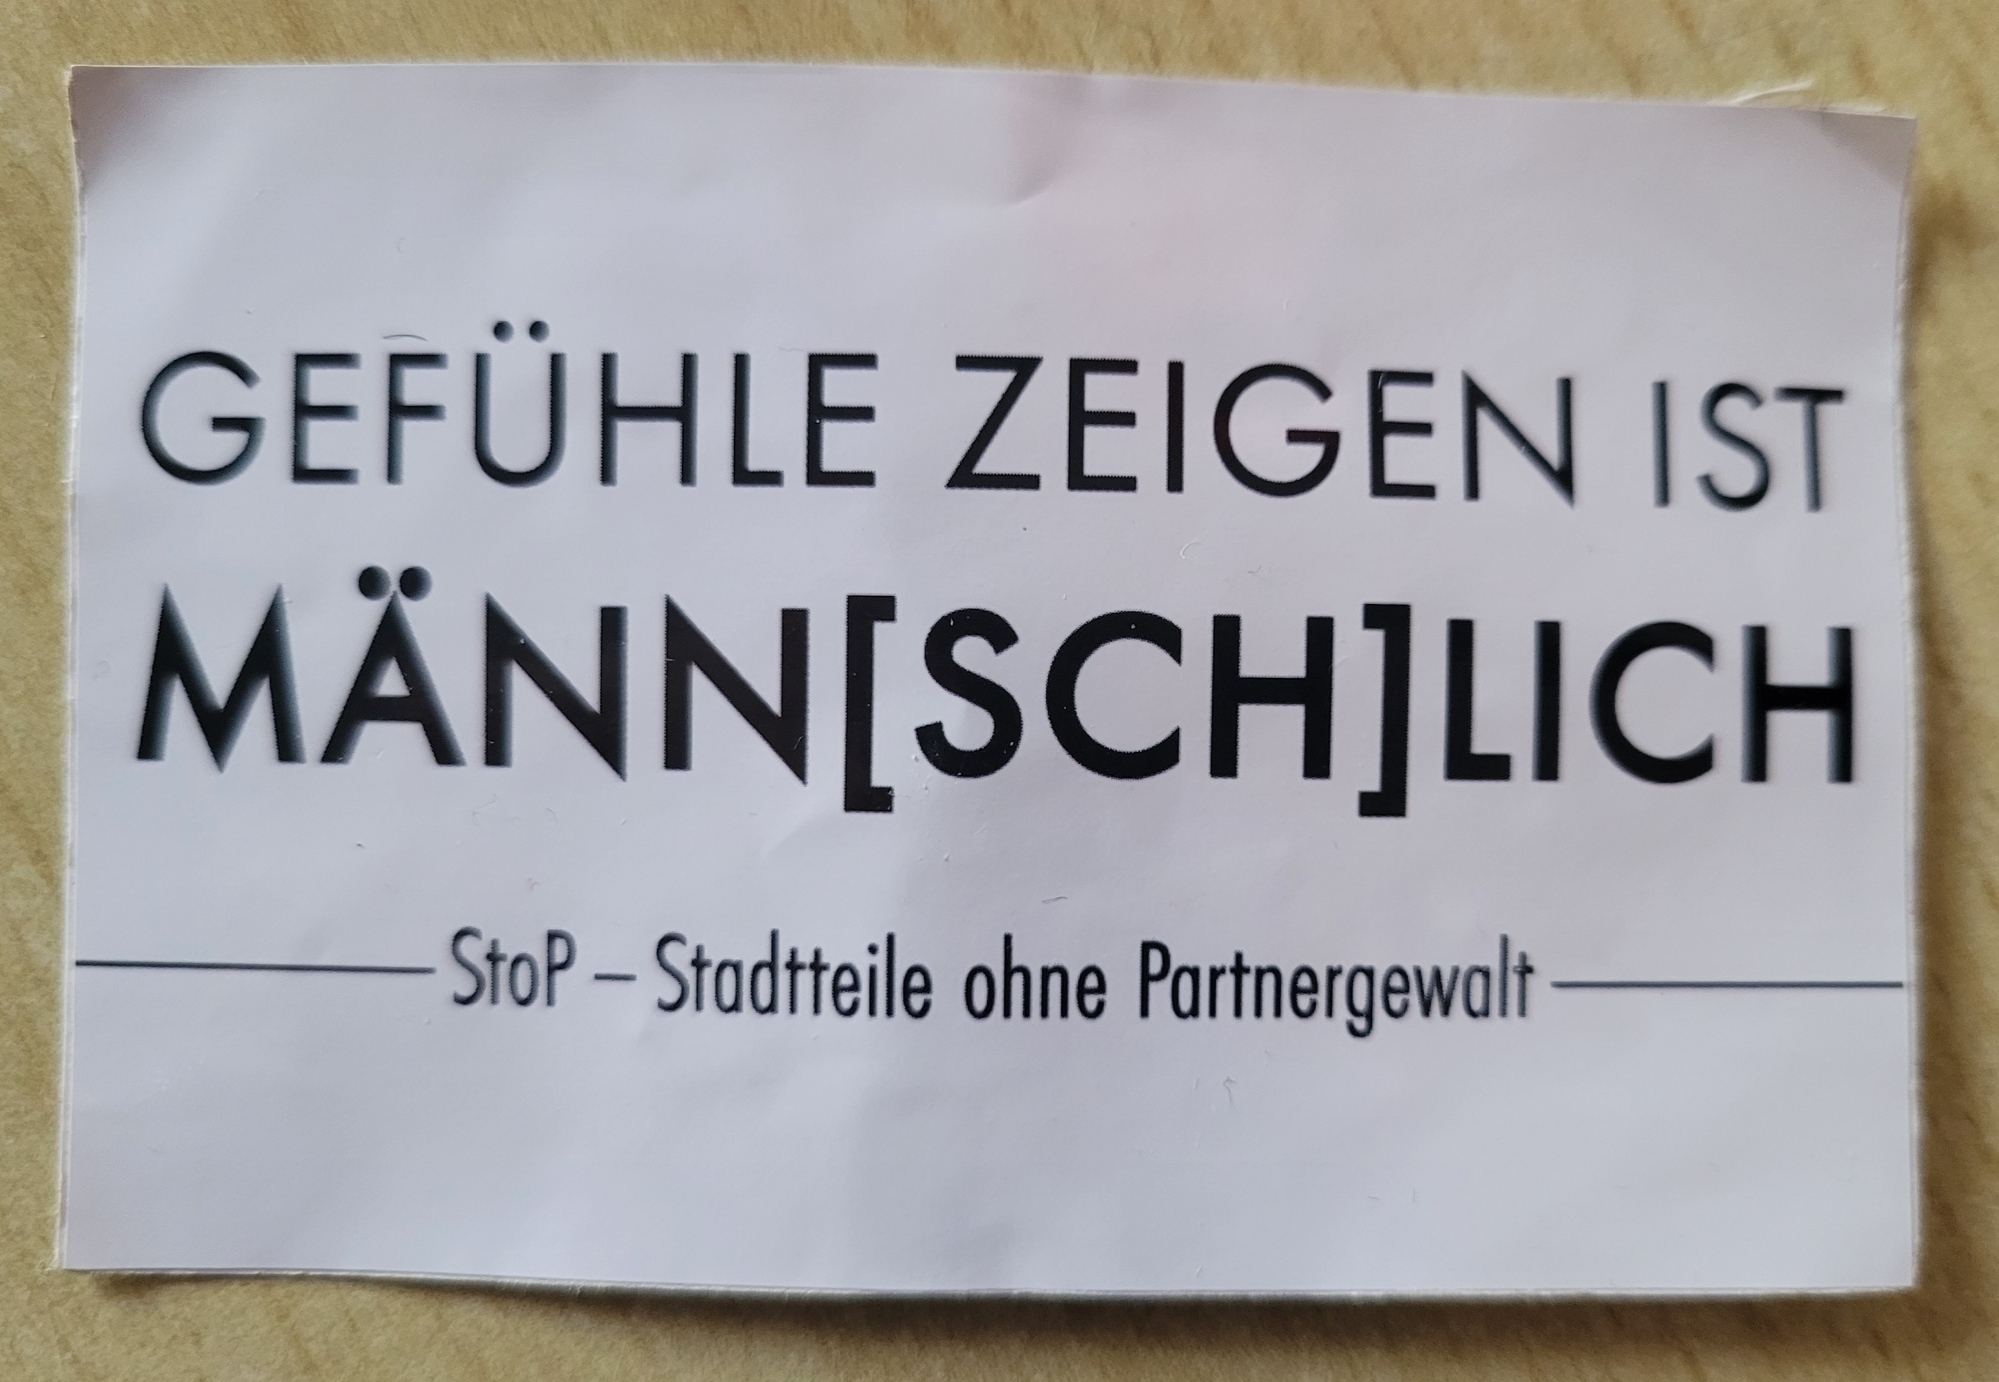 GEFÜHLE ZEIGEN IST
MÄNN[SCH]LICH
StoP – Stadtteile ohne Partnergewalt